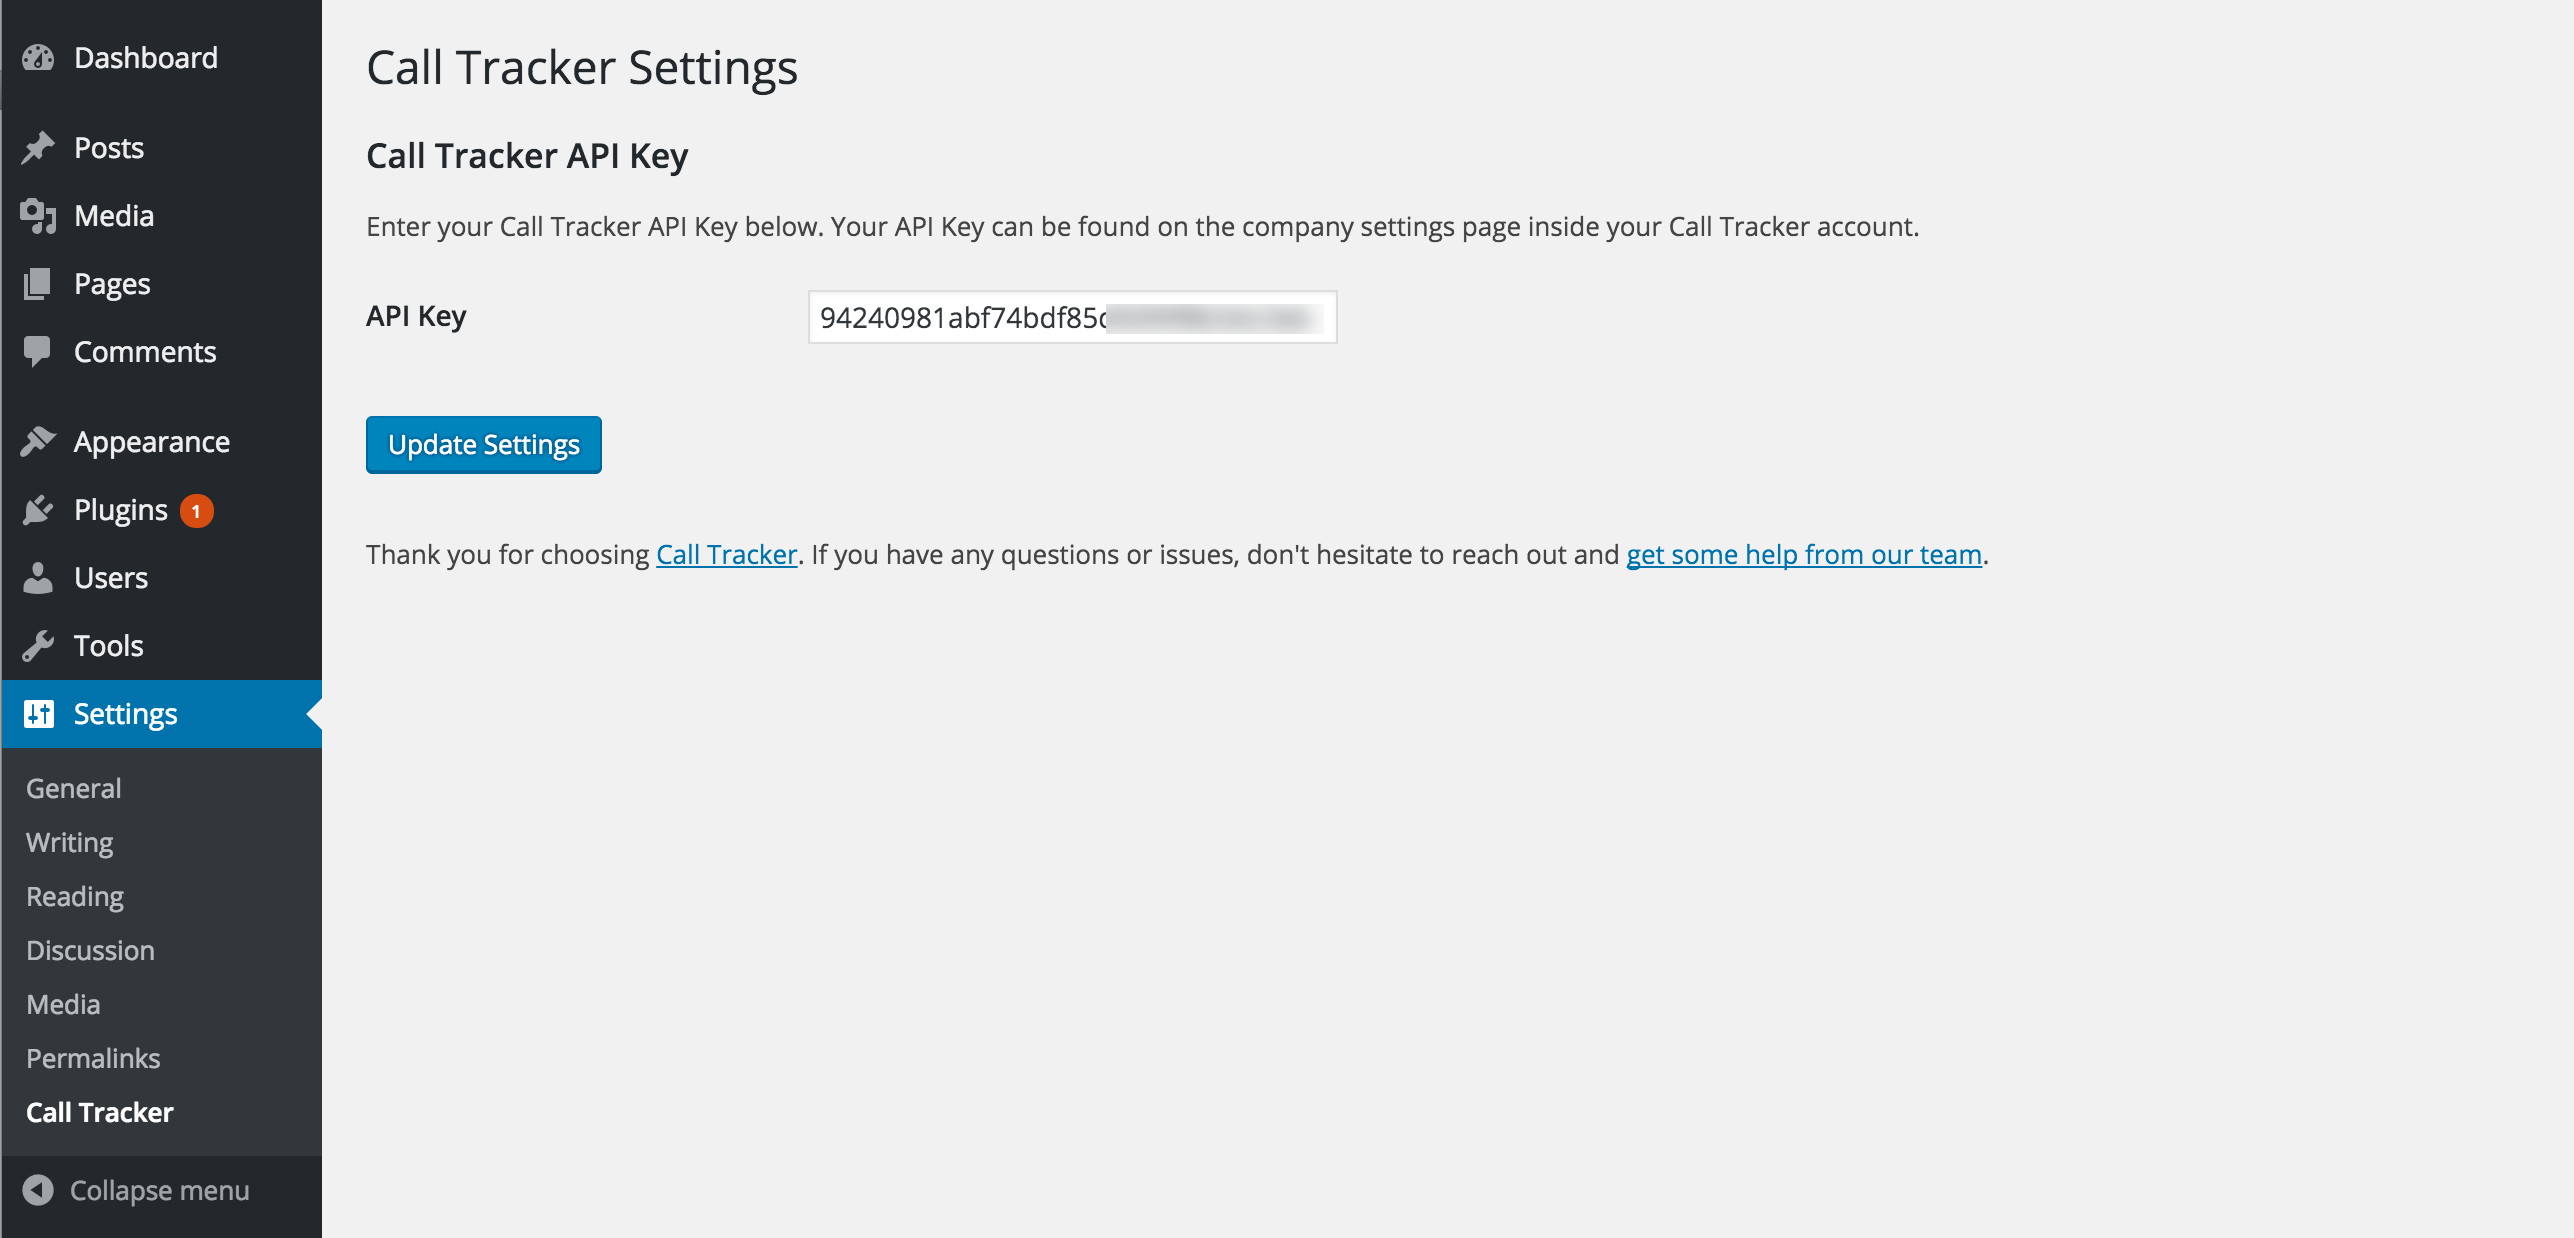 Dashboard
Posts
Media
Pages
Comments
Appearance
Plugins 1
Users
Tools
Settings
General
Writing
Reading
Discussion
Media
Permalinks
Call Tracker
Collapse menu
Call Tracker Settings
Call Tracker API Key
Enter your Call Tracker API Key below. Your API Key can be found on the company settings page inside your Call Tracker account.
API Key
94240981abf74bdf85
Update Settings
Thank you for choosing Call Tracker. If you have any questions or issues, don't hesitate to reach out and get some help from our team.